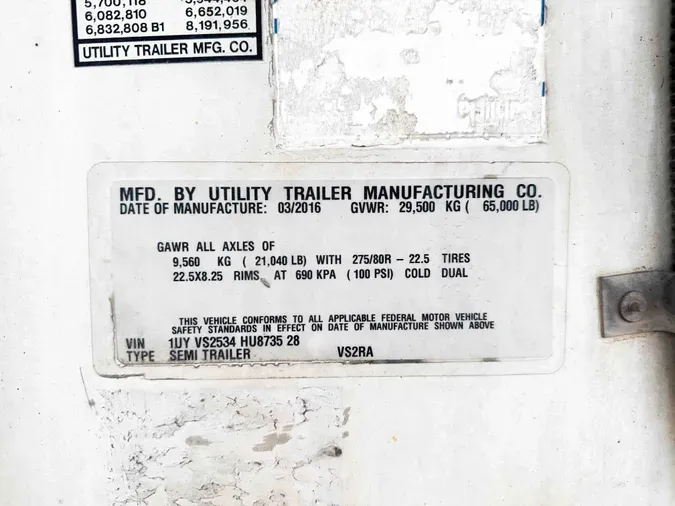 5,700,118
6,082,810 6,652,019
6,832,808 B1 8,191,956
UTILITY TRAILER MFG. CO.
MFD. BY UTILITY TRAILER MANUFACTURING CO.
DATE OF MANUFACTURE: 03/2016 GVWR: 29,500 KG ( 65,000 LB)
GAWR ALL AXLES OF
9,560 KG ( 21,040 LB) WITH 275/80R - 22.5 TIRES
22.5X8.25 RIMS AT 690 KPA (100 PSI) COLD DUAL
THIS VEHICLE CONFORMS TO ALL APPLICABLE FEDERAL MOTOR VEHICLE
SAFETY STANDARDS IN EFFECT ON DATE OF MANUFACTURE SHOWN ABOVE
VIN 1UY VS2534 HU8735 28
TYPE SEMI TRAILER VS2RA